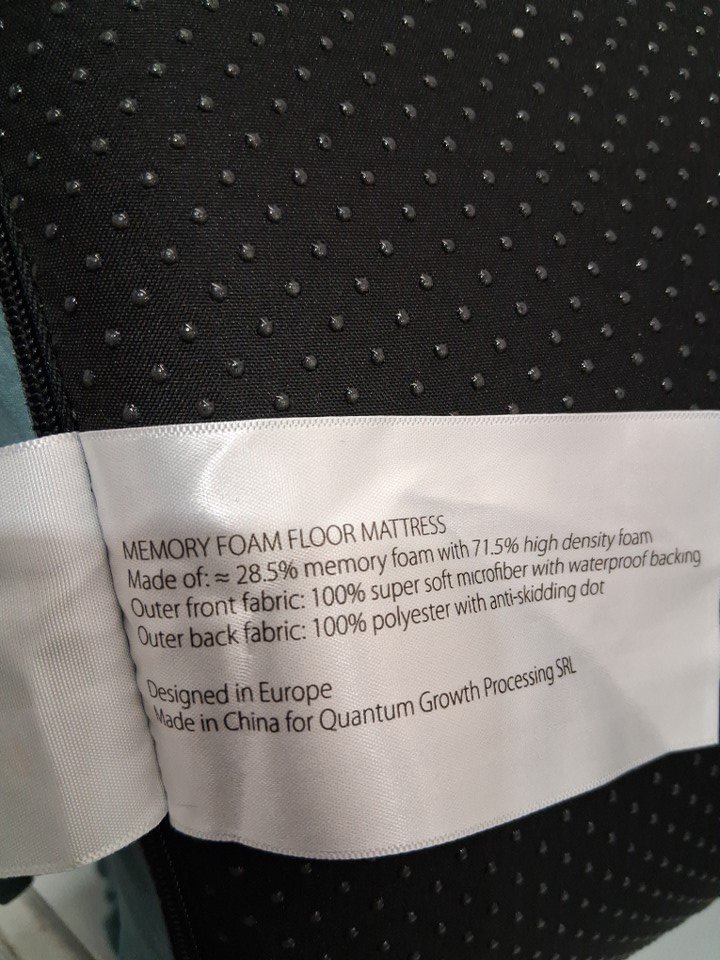 MEMORY FOAM FLOOR MATTRESS
Made of: ≈ 28.5% memory foam with 71.5% high density foam
Outer front fabric: 100% super soft microfiber with waterproof backing
Outer back fabric: 100% polyester with anti-skidding dot
Designed in Europe
Made in China for Quantum Growth Processing SRL